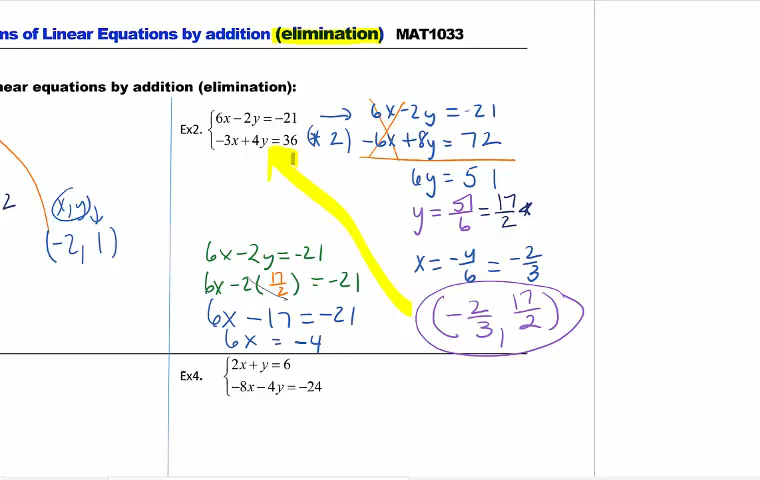 ms of Linear Equations by addition (elimination) MAT1033
near equations by addition (elimination):
Ex2. { 6x − 2y = −21
−3x + 4y = 36 (* 2)
→ 6x − 2y = -21
−6x + 8y = 72
6y = 51
y = 51/6 = 17/2 *
x = −4/6 = −2/3
(−2/3, 17/2)
2
(x, y)
(−2, 1)
6x − 2y = −21
6x − 2(17/2) = −21
6x − 17 = −21
6x = −4
Ex4. { 2x + y = 6
−8x − 4y = −24